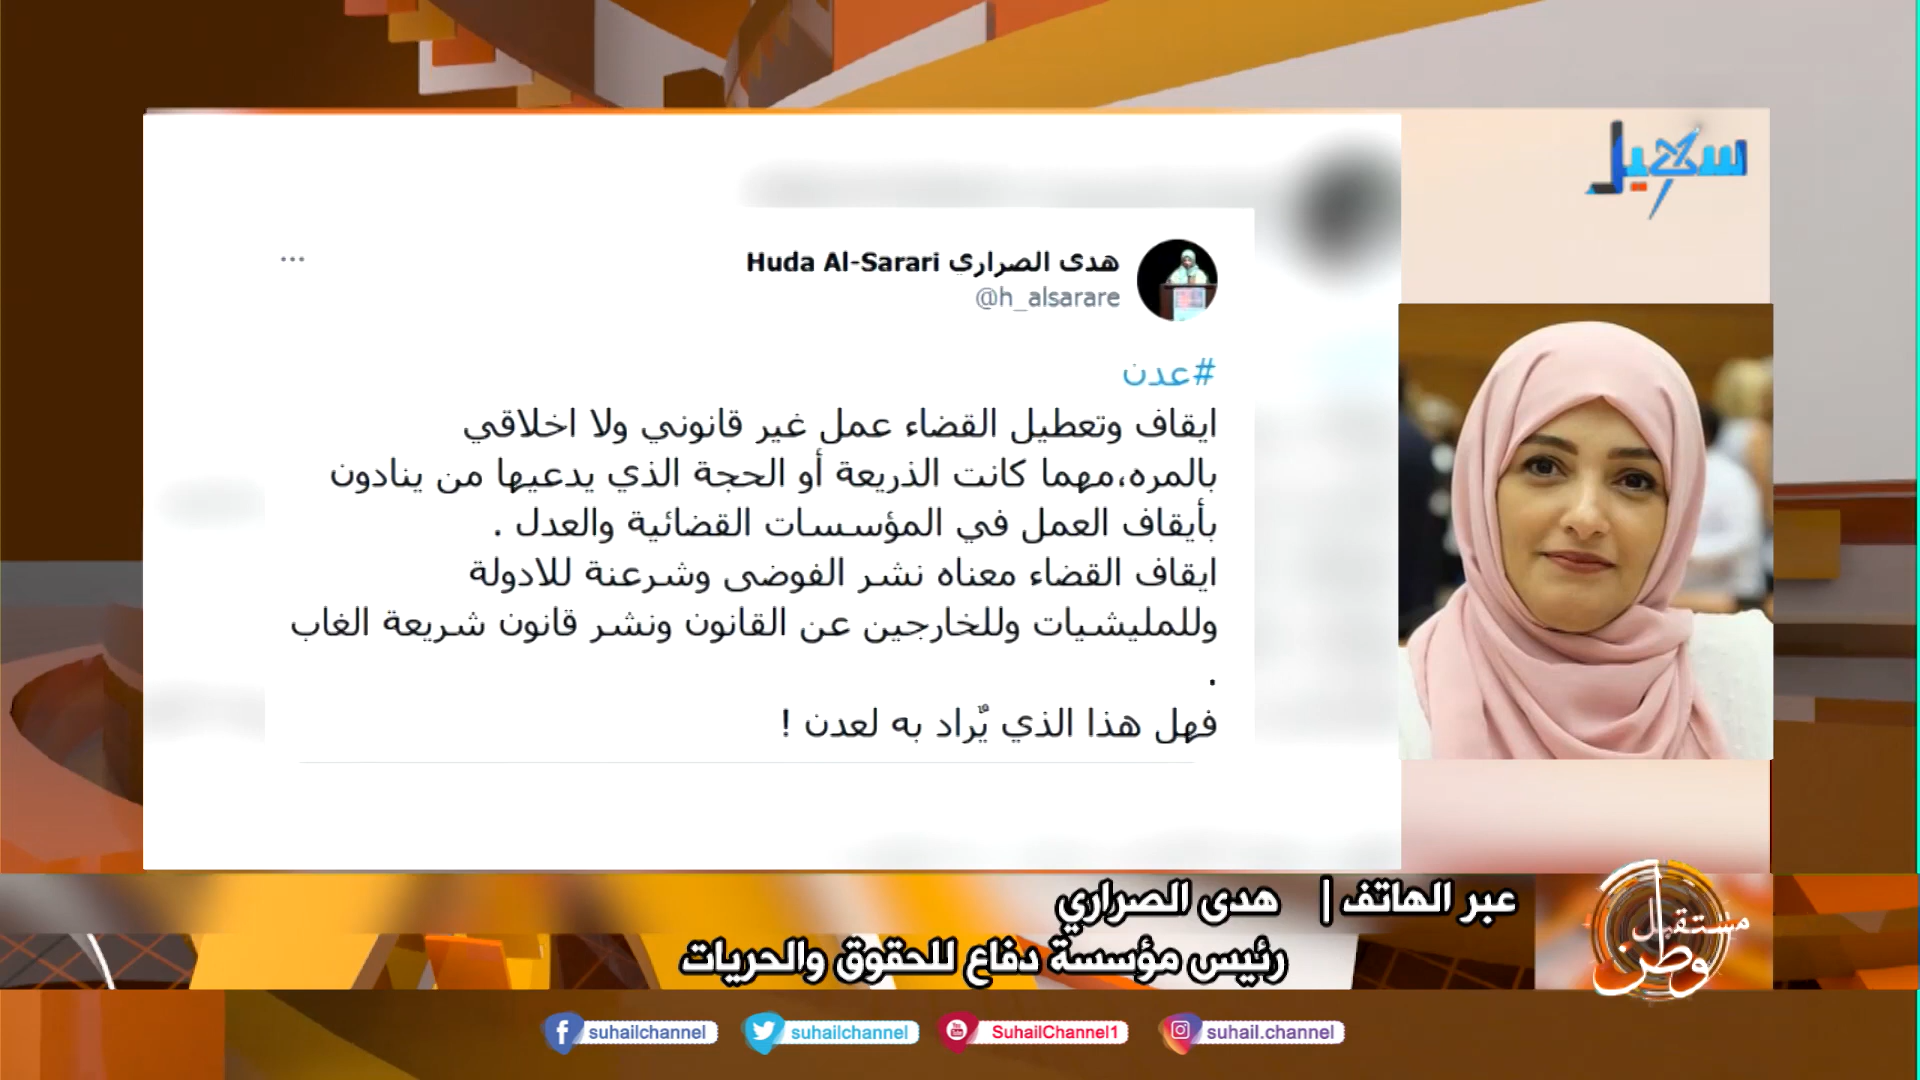 سهيل
هدى الصراري Huda Al-Sarari
@h_alsarare
#عدن
ايقاف وتعطيل القضاء عمل غير قانوني ولا اخلاقي
بالمره،مهما كانت الذريعة أو الحجة الذي يدعيها من ينادون
بأيقاف العمل في المؤسسات القضائية والعدل .
ايقاف القضاء معناه نشر الفوضى وشرعنة للادولة
وللمليشيات وللخارجين عن القانون ونشر قانون شريعة الغاب
.
فهل هذا الذي يٌراد به لعدن !
عبر الهاتف | هدى الصراري
رئيس مؤسسة دفاع للحقوق والحريات
مستقبل
وطن
suhailchannel
suhailchannel
SuhailChannel1
suhail.channel